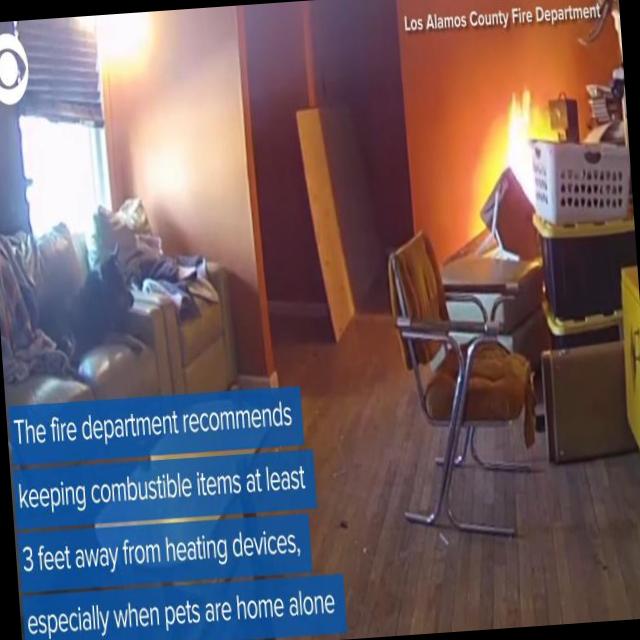 Los Alamos County Fire Department
The fire department recommends
keeping combustible items at least
3 feet away from heating devices,
especially when pets are home alone